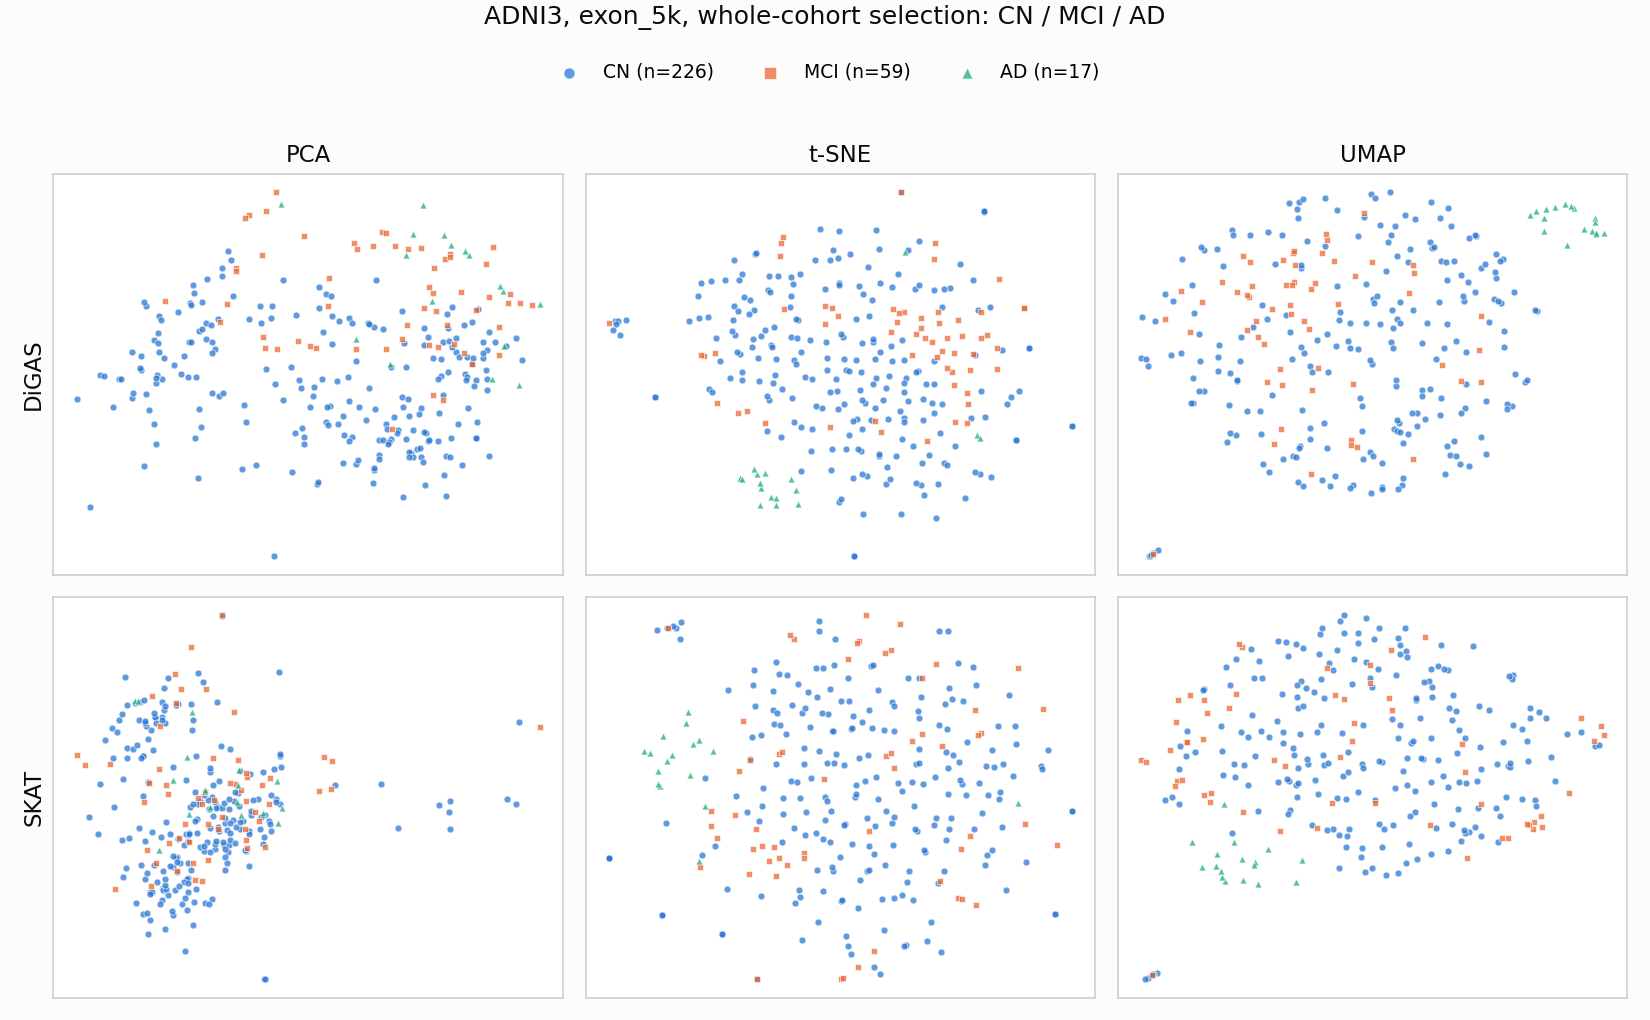 ADNI3, exon_5k, whole-cohort selection: CN / MCI / AD
CN (n=226) MCI (n=59) AD (n=17)
PCA t-SNE UMAP
DiGAS
SKAT